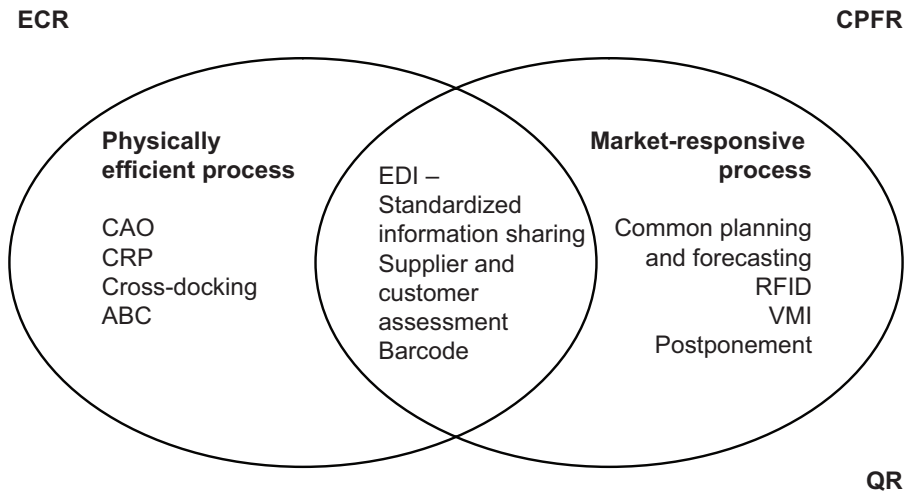 ECR
CPFR
Physically
efficient process
CAO
CRP
Cross-docking
ABC
EDI –
Standardized
information sharing
Supplier and
customer
assessment
Barcode
Market-responsive
process
Common planning
and forecasting
RFID
VMI
Postponement
QR